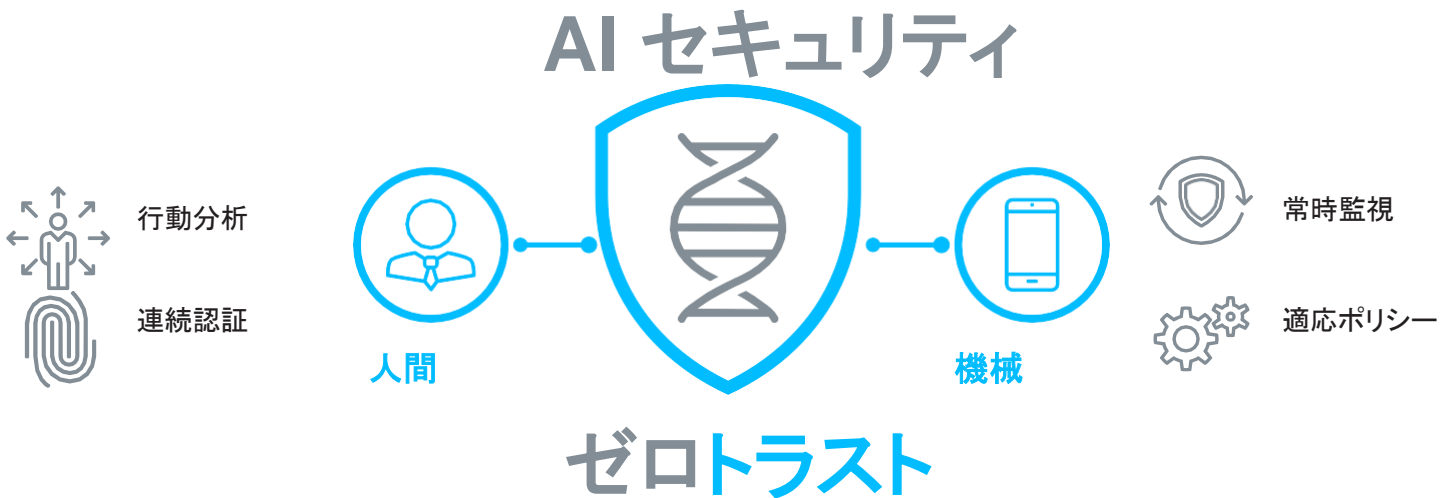 AI セキュリティ
行動分析
連続認証
人間
機械
常時監視
適応ポリシー
ゼロトラスト